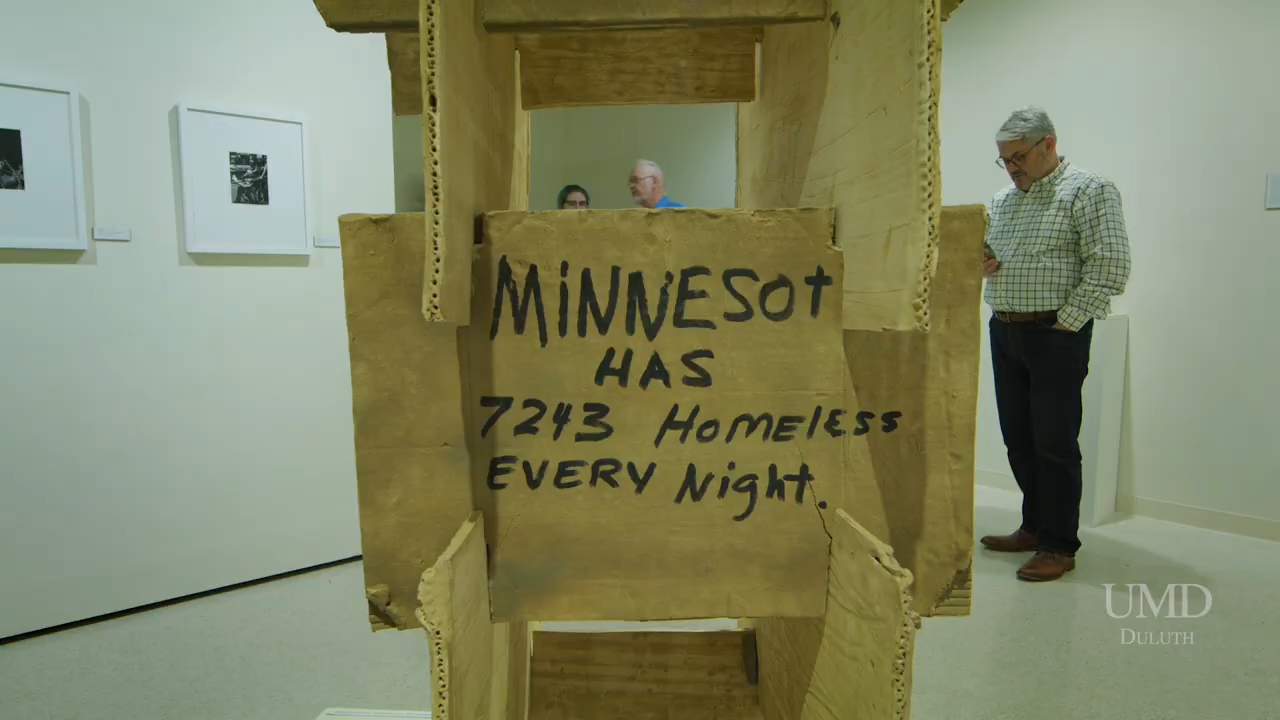 MiNNESOt
HAS
7243 HOMElEss
EVERY Night.
UMD
DULUTH